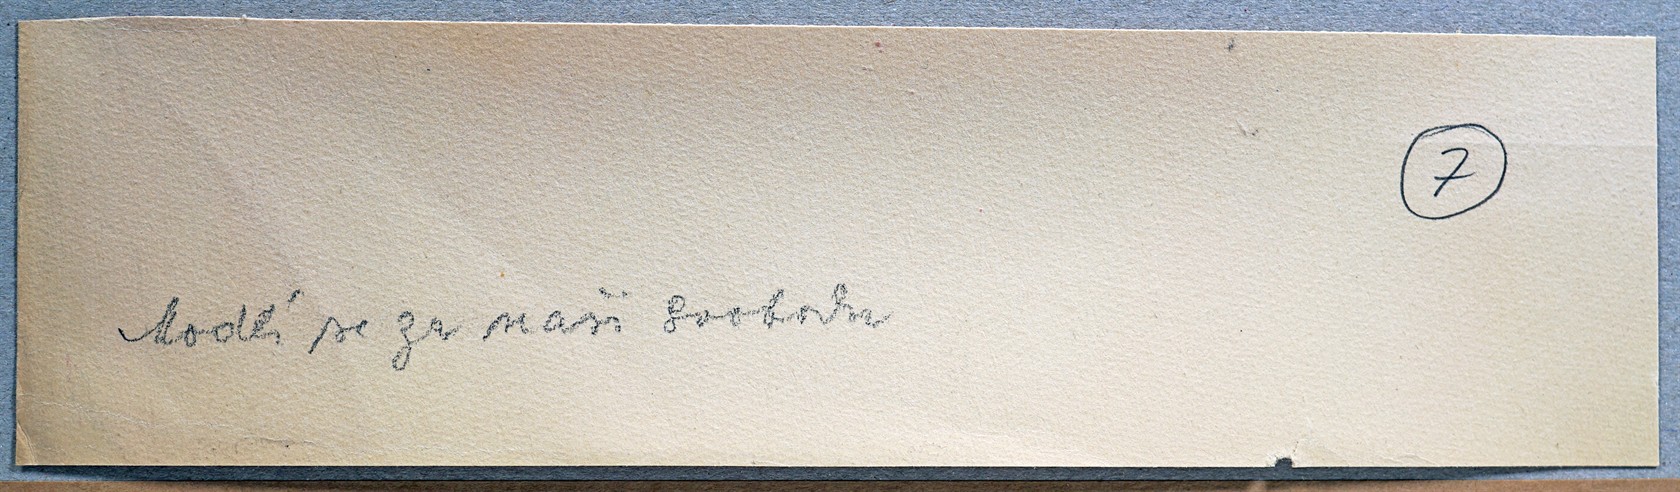 7
Modlí se za naši svobodu